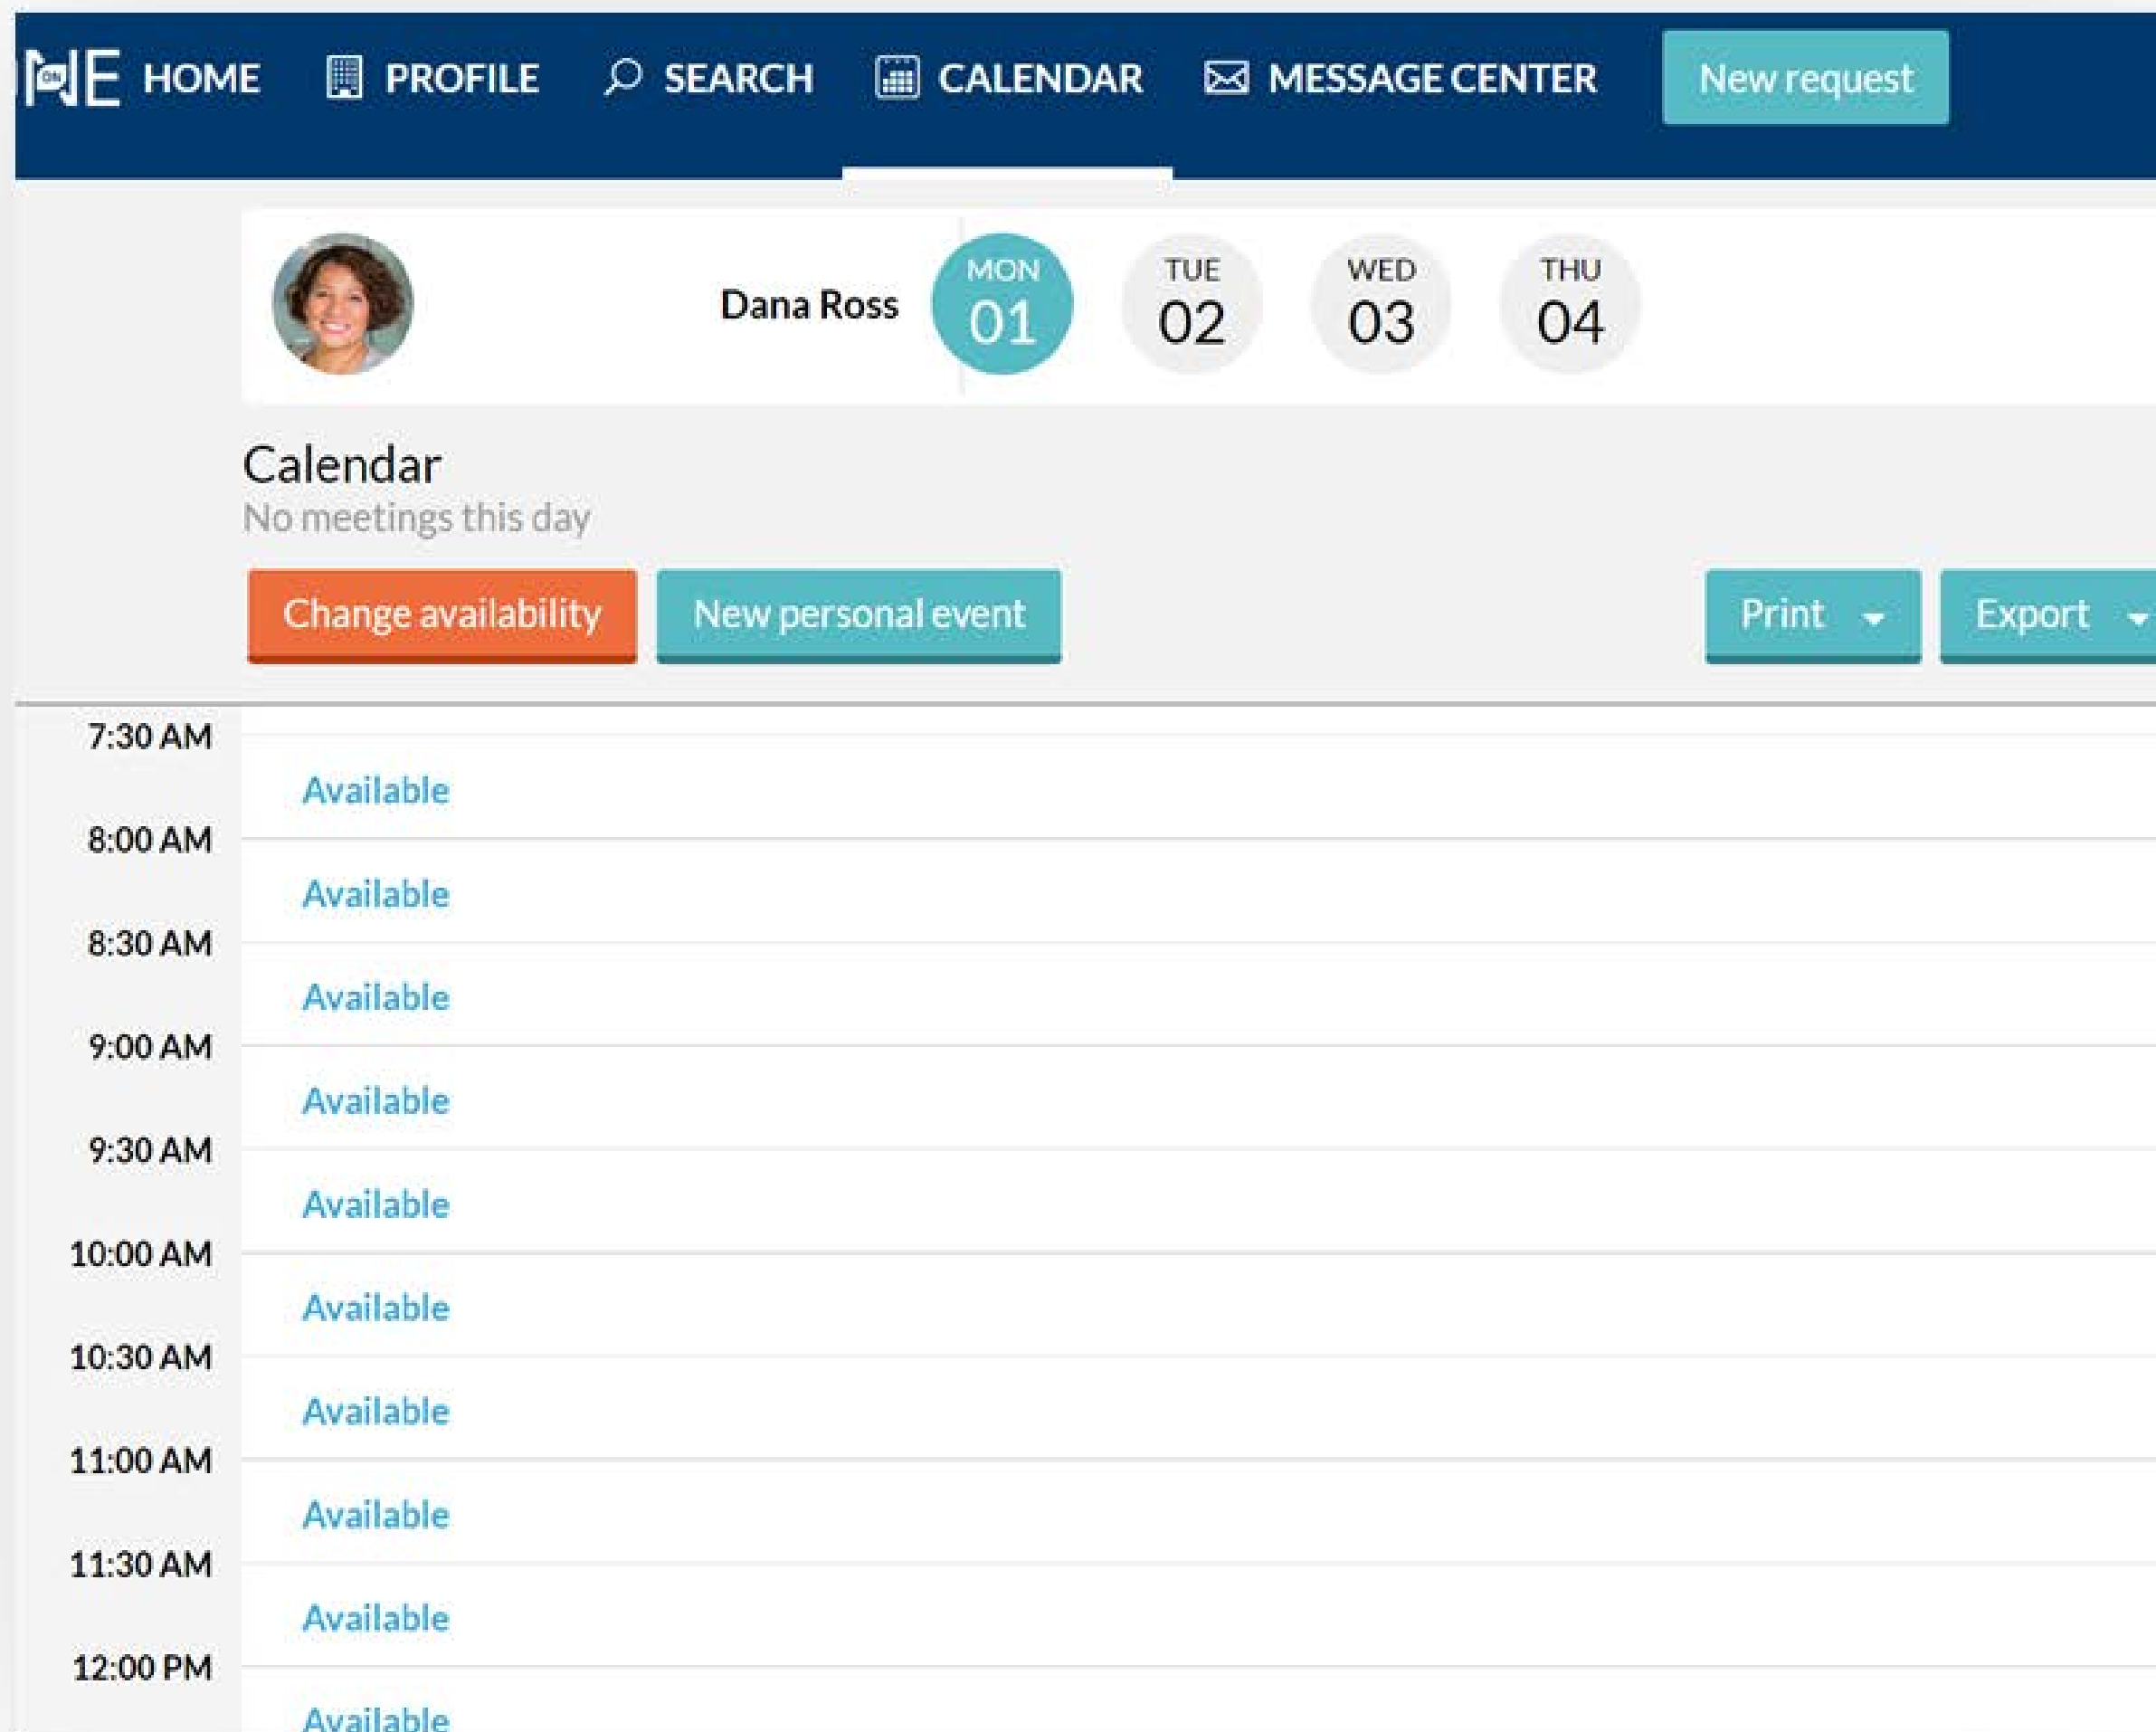 ONE HOME PROFILE SEARCH CALENDAR MESSAGE CENTER New request
Dana Ross
MON TUE WED THU
01 02 03 04
Calendar
No meetings this day
Change availability New personal event Print Export
7:30 AM
Available
8:00 AM
Available
8:30 AM
Available
9:00 AM
Available
9:30 AM
Available
10:00 AM
Available
10:30 AM
Available
11:00 AM
Available
11:30 AM
Available
12:00 PM
Available